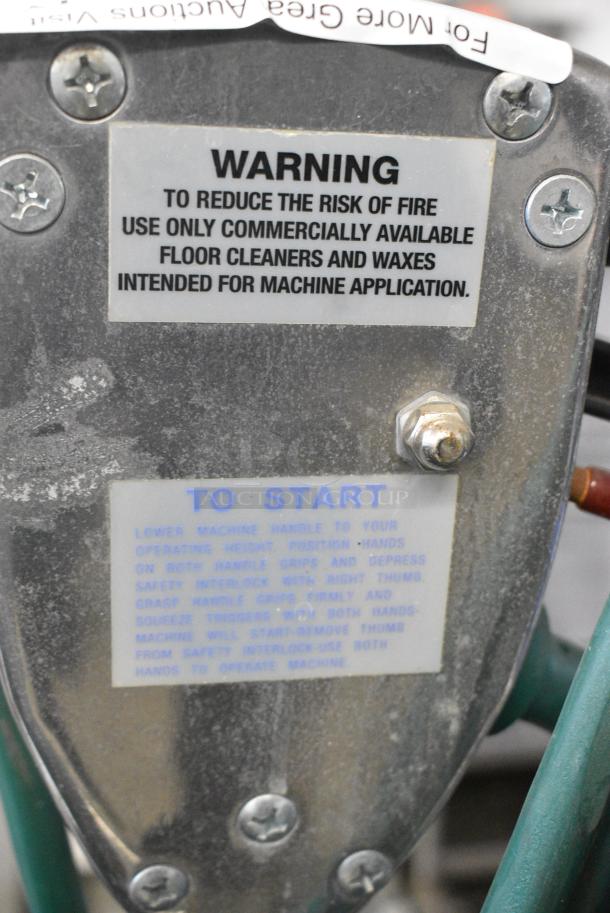 For More Grea Auctions Visit
WARNING
TO REDUCE THE RISK OF FIRE
USE ONLY COMMERCIALLY AVAILABLE
FLOOR CLEANERS AND WAXES
INTENDED FOR MACHINE APPLICATION.
AUCTION GROUP
TO START
LOWER MACHINE HANDLE TO YOUR
OPERATING HEIGHT. POSITION HANDS
ON BOTH HANDLE GRIPS AND DEPRESS
SAFETY INTERLOCK WITH RIGHT THUMB.
GRASP HANDLE GRIPS FIRMLY AND
SQUEEZE TRIGGERS WITH BOTH HANDS-
MACHINE WILL START-REMOVE THUMB
FROM SAFETY INTERLOCK-USE BOTH
HANDS TO OPERATE MACHINE.